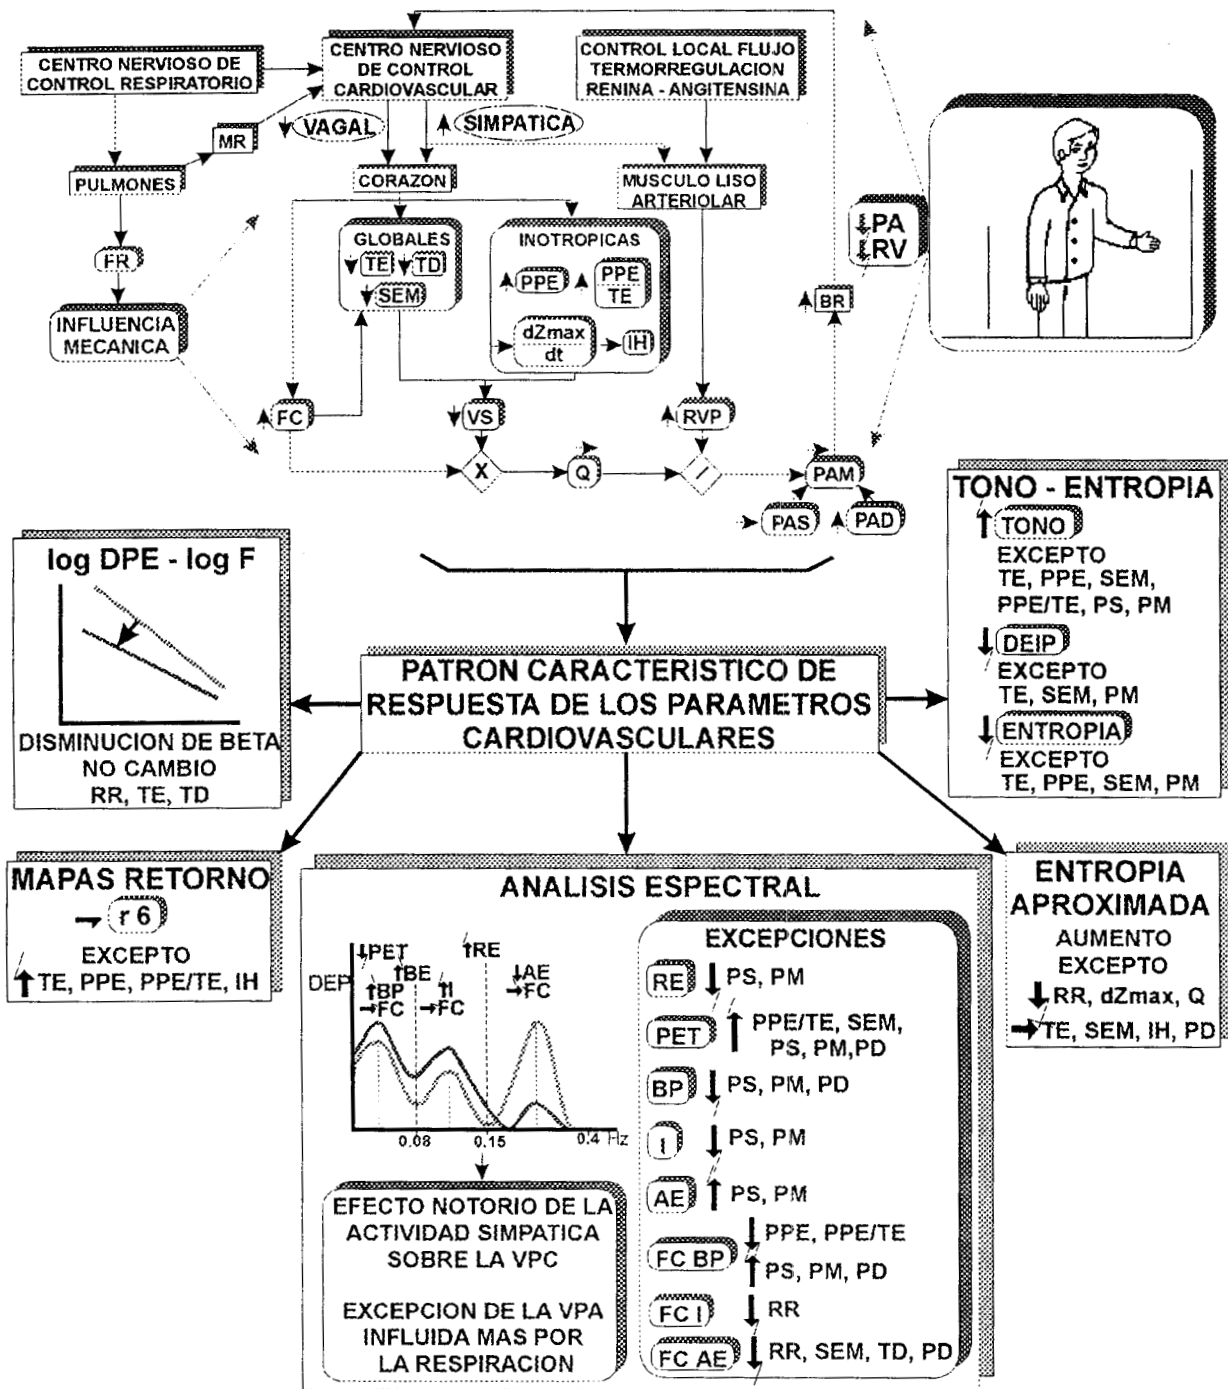 CENTRO NERVIOSO DE
CONTROL RESPIRATORIO
CENTRO NERVIOSO
DE CONTROL
CARDIOVASCULAR
CONTROL LOCAL FLUJO
TERMORREGULACION
RENINA - ANGITENSINA
VAGAL
SIMPATICA
MR
PULMONES
CORAZON
MUSCULO LISO
ARTERIOLAR
PA
RV
FR
GLOBALES
TE
TD
SEM
INOTROPICAS
PPE
PPE
TE
dZmax
dt
IH
BR
INFLUENCIA
MECANICA
FC
VS
RVP
X
Q
/
PAM
PAS
PAD
log DPE - log F
DISMINUCION DE BETA
NO CAMBIO
RR, TE, TD
PATRON CARACTERISTICO DE
RESPUESTA DE LOS PARAMETROS
CARDIOVASCULARES
TONO - ENTROPIA
↑ TONO
EXCEPTO
TE, PPE, SEM,
PPE/TE, PS, PM
↓ DEIP
EXCEPTO
TE, SEM, PM
↓ ENTROPIA
EXCEPTO
TE, PPE, SEM, PM
MAPAS RETORNO
→ r 6
EXCEPTO
↑ TE, PPE, PPE/TE, IH
ANALISIS ESPECTRAL
DEP
↓PET
↑BP
→FC
↑BE
↑I
→FC
↑RE
↓AE
→FC
0.08
0.15
0.4 Hz
EFECTO NOTORIO DE LA
ACTIVIDAD SIMPATICA
SOBRE LA VPC
EXCEPCION DE LA VPA
INFLUIDA MAS POR
LA RESPIRACION
EXCEPCIONES
RE ↓ PS, PM
PET ↑ PPE/TE, SEM,
PS, PM,PD
BP ↓ PS, PM, PD
I ↓ PS, PM
AE ↑ PS, PM
FC BP ↓ PPE, PPE/TE
↑ PS, PM, PD
FC I ↓ RR
FC AE ↓ RR, SEM, TD, PD
ENTROPIA
APROXIMADA
AUMENTO
EXCEPTO
↓ RR, dZmax, Q
→ TE, SEM, IH, PD